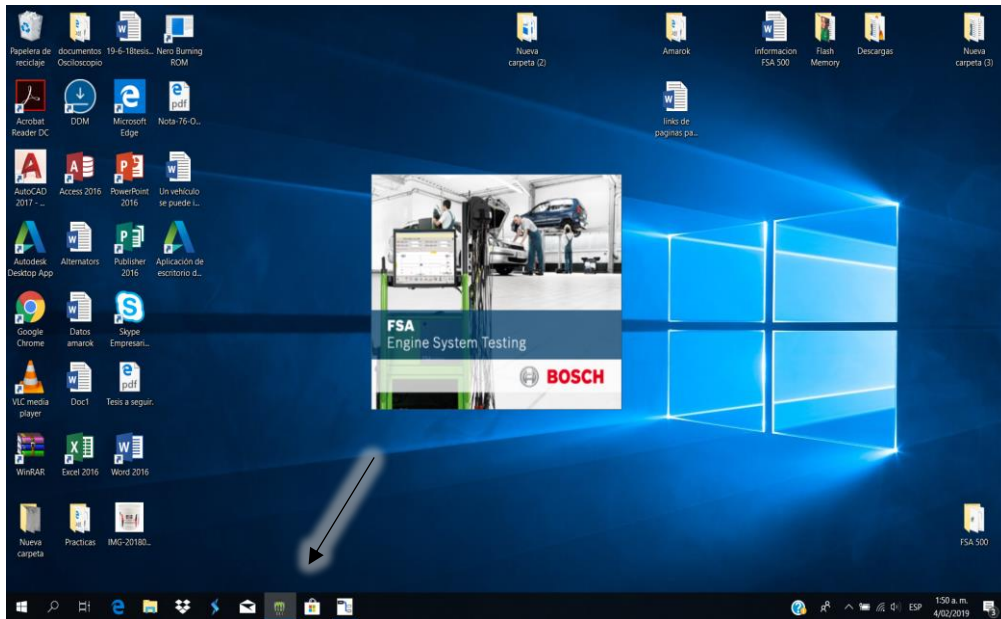 Papelera de
reciclaje
documentos
Osciloscopio
19-6-18tesis...
Nero Burning
ROM
Nueva
carpeta (2)
Amarok
informacion
FSA 500
Flash
Memory
Descargas
Nueva
carpeta (3)
Acrobat
Reader DC
DDM
Microsoft
Edge
pdf
Nota-76-O...
links de
paginas pa...
AutoCAD
2017 - ...
Access 2016
PowerPoint
2016
Un vehículo
se puede i...
Autodesk
Desktop App
Alternators
Publisher
2016
Aplicación de
escritorio d...
Google
Chrome
Datos
amarok
Skype
Empresari...
FSA
Engine System Testing
BOSCH
VLC media
player
Doc1
pdf
Tesis a seguir.
WinRAR
Excel 2016
Word 2016
Nueva
carpeta
Practicas
IMG-20180...
FSA 500
ESP
1:50 a. m.
4/02/2019
3